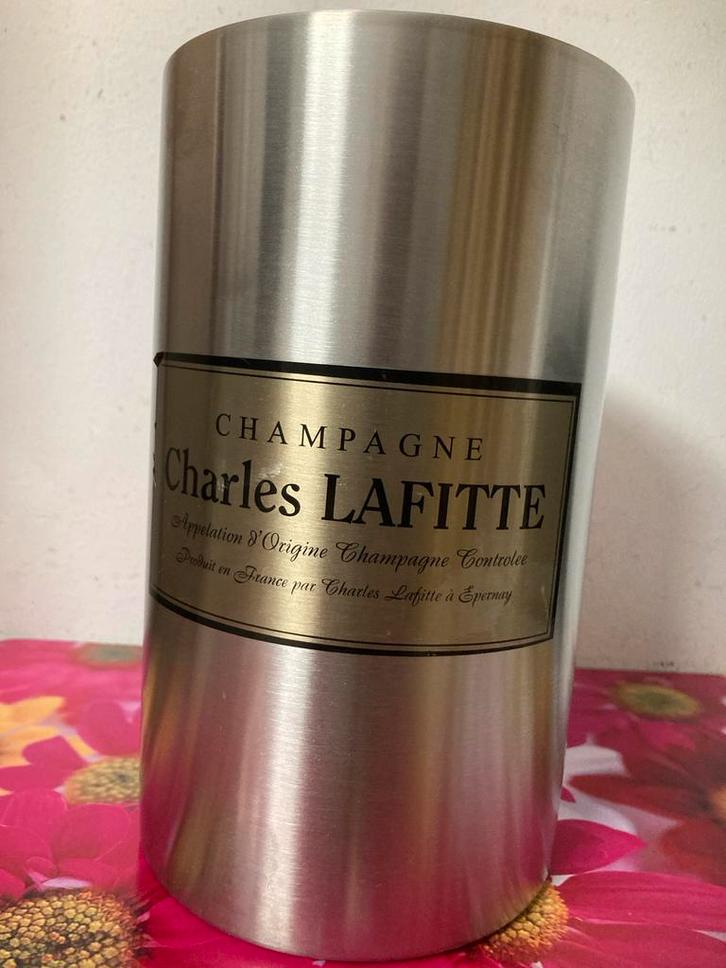 CHAMPAGNE
Charles LAFITTE
Appelation d'Origine Champagne Controlee
Produit en France par Charles Lafitte à Epernay